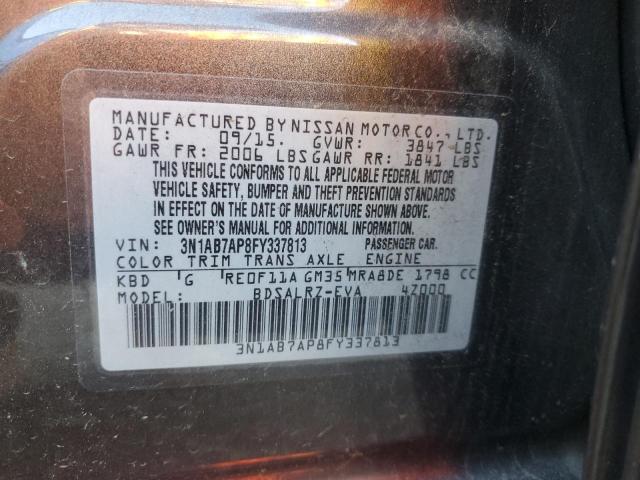 MANUFACTURED BY NISSAN MOTOR CO., LTD.
DATE: 09/15. GVWR: 3847 LBS
GAWR FR: 2006 LBS GAWR RR: 1841 LBS
THIS VEHICLE CONFORMS TO ALL APPLICABLE FEDERAL MOTOR
VEHICLE SAFETY, BUMPER AND THEFT PREVENTION STANDARDS
IN EFFECT ON THE DATE OF MANUFACTURE SHOWN ABOVE.
SEE OWNER'S MANUAL FOR ADDITIONAL INFORMATION.
VIN: 3N1AB7AP8FY337813 PASSENGER CAR.
COLOR TRIM TRANS AXLE ENGINE
KBD G RE0F11A GM35 MRA8DE 1798 CC
MODEL: BDSALRZ-EVA 4Z000
3N1AB7AP8FY337813